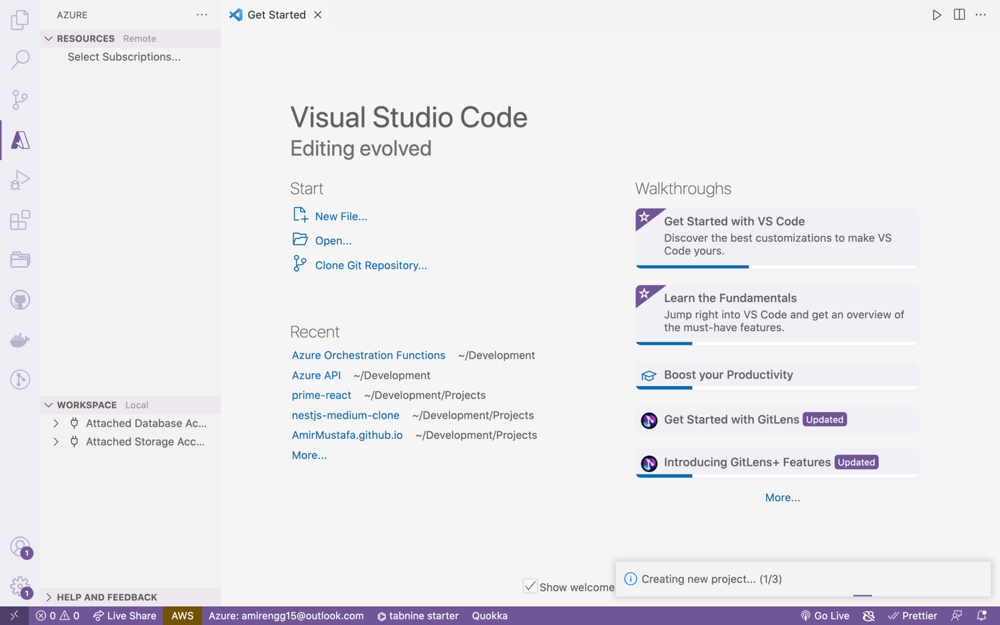 AZURE
Get Started
RESOURCES Remote
Select Subscriptions...
Visual Studio Code
Editing evolved
Start
New File...
Open...
Clone Git Repository...
Recent
Azure Orchestration Functions ~/Development
Azure API ~/Development
prime-react ~/Development/Projects
nestjs-medium-clone ~/Development/Projects
AmirMustafa.github.io ~/Development/Projects
More...
Walkthroughs
Get Started with VS Code
Discover the best customizations to make VS
Code yours.
Learn the Fundamentals
Jump right into VS Code and get an overview of
the must-have features.
Boost your Productivity
Get Started with GitLens Updated
Introducing GitLens+ Features Updated
More...
WORKSPACE Local
Attached Database Ac...
Attached Storage Acc...
1
1
HELP AND FEEDBACK
Show welcome
Creating new project... (1/3)
0 0 Live Share AWS Azure: amirengg15@outlook.com tabnine starter Quokka Go Live Prettier